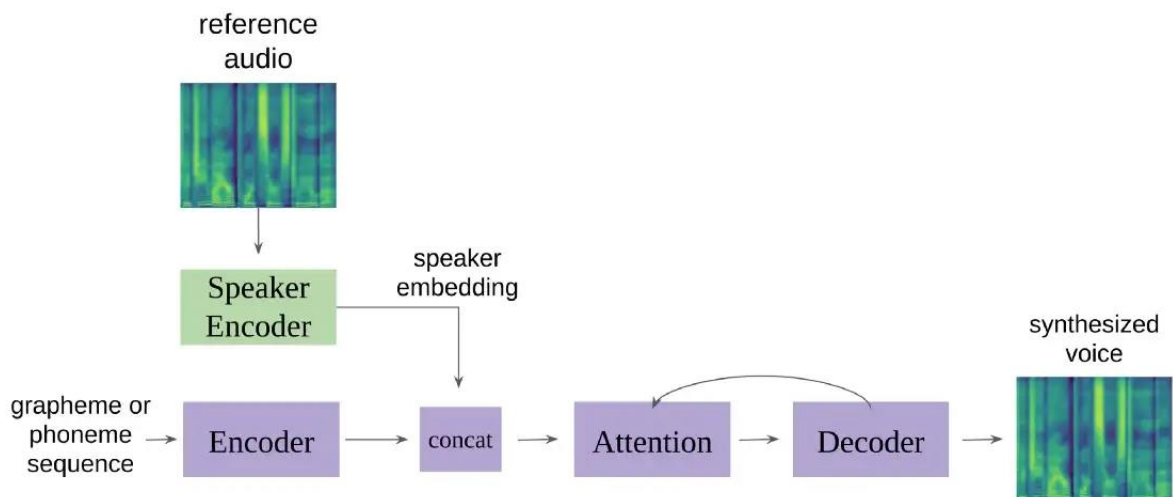 reference
audio
Speaker
Encoder
speaker
embedding
grapheme or
phoneme
sequence
Encoder
concat
Attention
Decoder
synthesized
voice